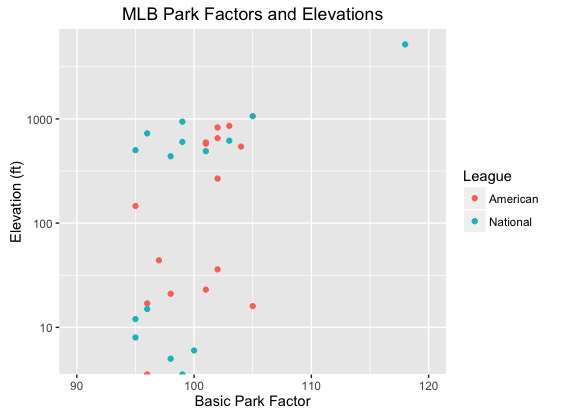 MLB Park Factors and Elevations
Elevation (ft)
1000
100
10
90 100 110 120
Basic Park Factor
League
American
National